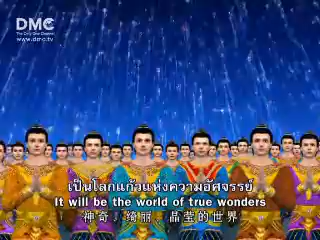 DMC
The Only One Channel
www.dmc.tv
เป็นโลกแก้วแห่งความอัศจรรย์
It will be the world of true wonders
神奇 绮丽 晶莹的世界